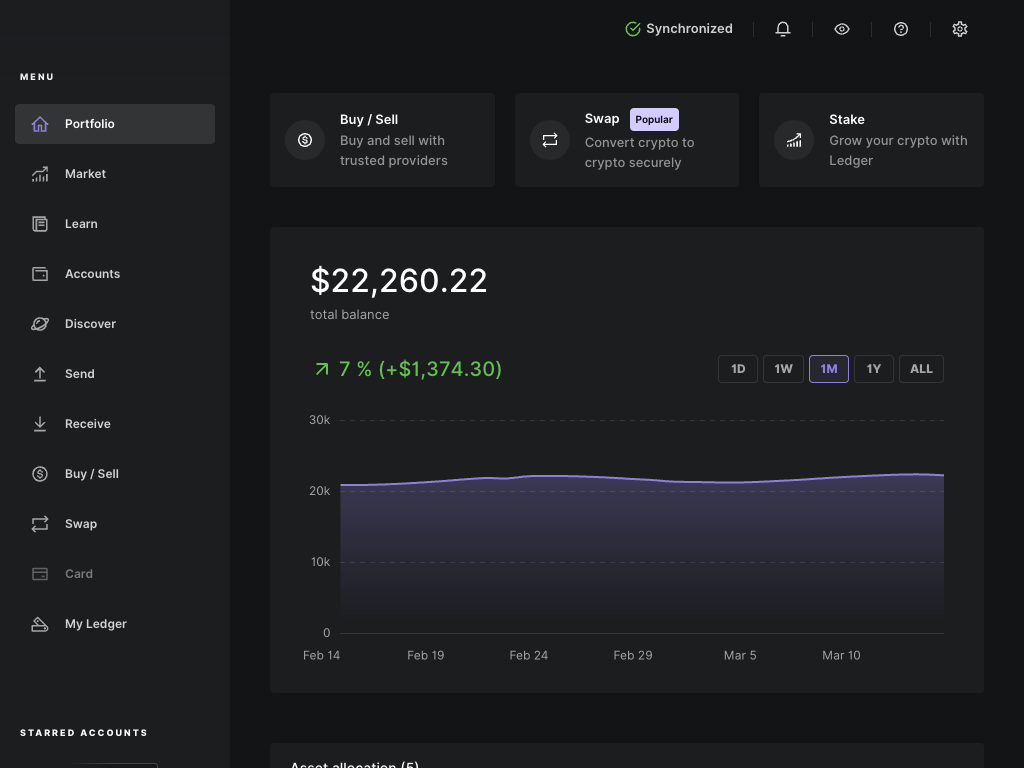 Synchronized
MENU
Portfolio
Market
Learn
Accounts
Discover
Send
Receive
Buy / Sell
Swap
Card
My Ledger
STARRED ACCOUNTS
Buy / Sell
Buy and sell with
trusted providers
Swap Popular
Convert crypto to
crypto securely
Stake
Grow your crypto with
Ledger
$22,260.22
total balance
7 % (+$1,374.30)
1D 1W 1M 1Y ALL
30k
20k
10k
0
Feb 14 Feb 19 Feb 24 Feb 29 Mar 5 Mar 10
Asset allocation (5)